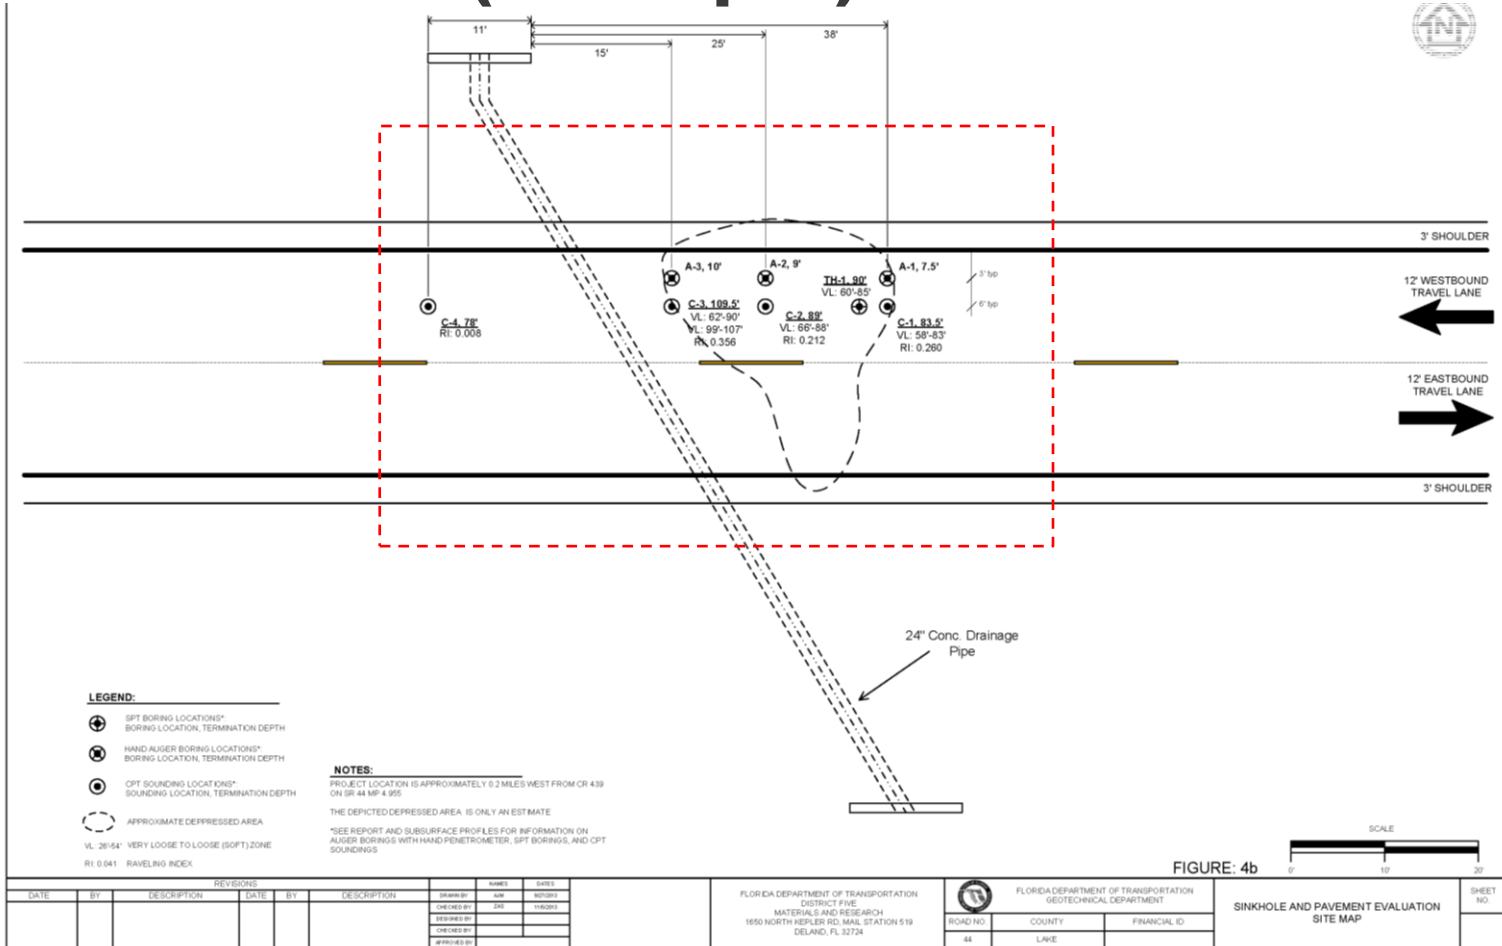 11'
38'
25'
15'
N
3' SHOULDER
A-3, 10'
A-2, 9'
A-1, 7.5'
3' typ
TH-1, 90'
VL: 60'-85'
12' WESTBOUND
TRAVEL LANE
C-3, 109.5'
VL: 62'-90'
VL: 99'-107'
RI: 0.356
C-2, 89'
VL: 66'-88'
RI: 0.212
C-1, 83.5'
VL: 58'-83'
RI: 0.260
6' typ
C-4, 78'
RI: 0.008
12' EASTBOUND
TRAVEL LANE
3' SHOULDER
24" Conc. Drainage
Pipe
LEGEND:
SPT BORING LOCATIONS*:
BORING LOCATION, TERMINATION DEPTH
HAND AUGER BORING LOCATIONS*:
BORING LOCATION, TERMINATION DEPTH
CPT SOUNDING LOCATIONS*:
SOUNDING LOCATION, TERMINATION DEPTH
APPROXIMATE DEPPRESSED AREA
VL: 26'-54' VERY LOOSE TO LOOSE (SOFT) ZONE
RI: 0.041 RAVELING INDEX
NOTES:
PROJECT LOCATION IS APPROXIMATELY 0.2 MILES WEST FROM CR 439
ON SR 44 MP 4.955
THE DEPICTED DEPRESSED AREA IS ONLY AN ESTIMATE
*SEE REPORT AND SUBSURFACE PROFILES FOR INFORMATION ON
AUGER BORINGS WITH HAND PENETROMETER, SPT BORINGS, AND CPT
SOUNDINGS
SCALE
0' 10' 20'
FIGURE: 4b
REVISIONS
DATE BY DESCRIPTION DATE BY DESCRIPTION
NAMES DATES
DRAWN BY AJW
CHECKED BY ZAS
DESIGNED BY
CHECKED BY
APPROVED BY
FLORIDA DEPARTMENT OF TRANSPORTATION
DISTRICT FIVE
MATERIALS AND RESEARCH
1650 NORTH KEPLER RD, MAIL STATION 519
DELAND, FL 32724
FLORIDA DEPARTMENT OF TRANSPORTATION
GEOTECHNICAL DEPARTMENT
ROAD NO. COUNTY FINANCIAL ID
44 LAKE
SINKHOLE AND PAVEMENT EVALUATION
SITE MAP
SHEET
NO.